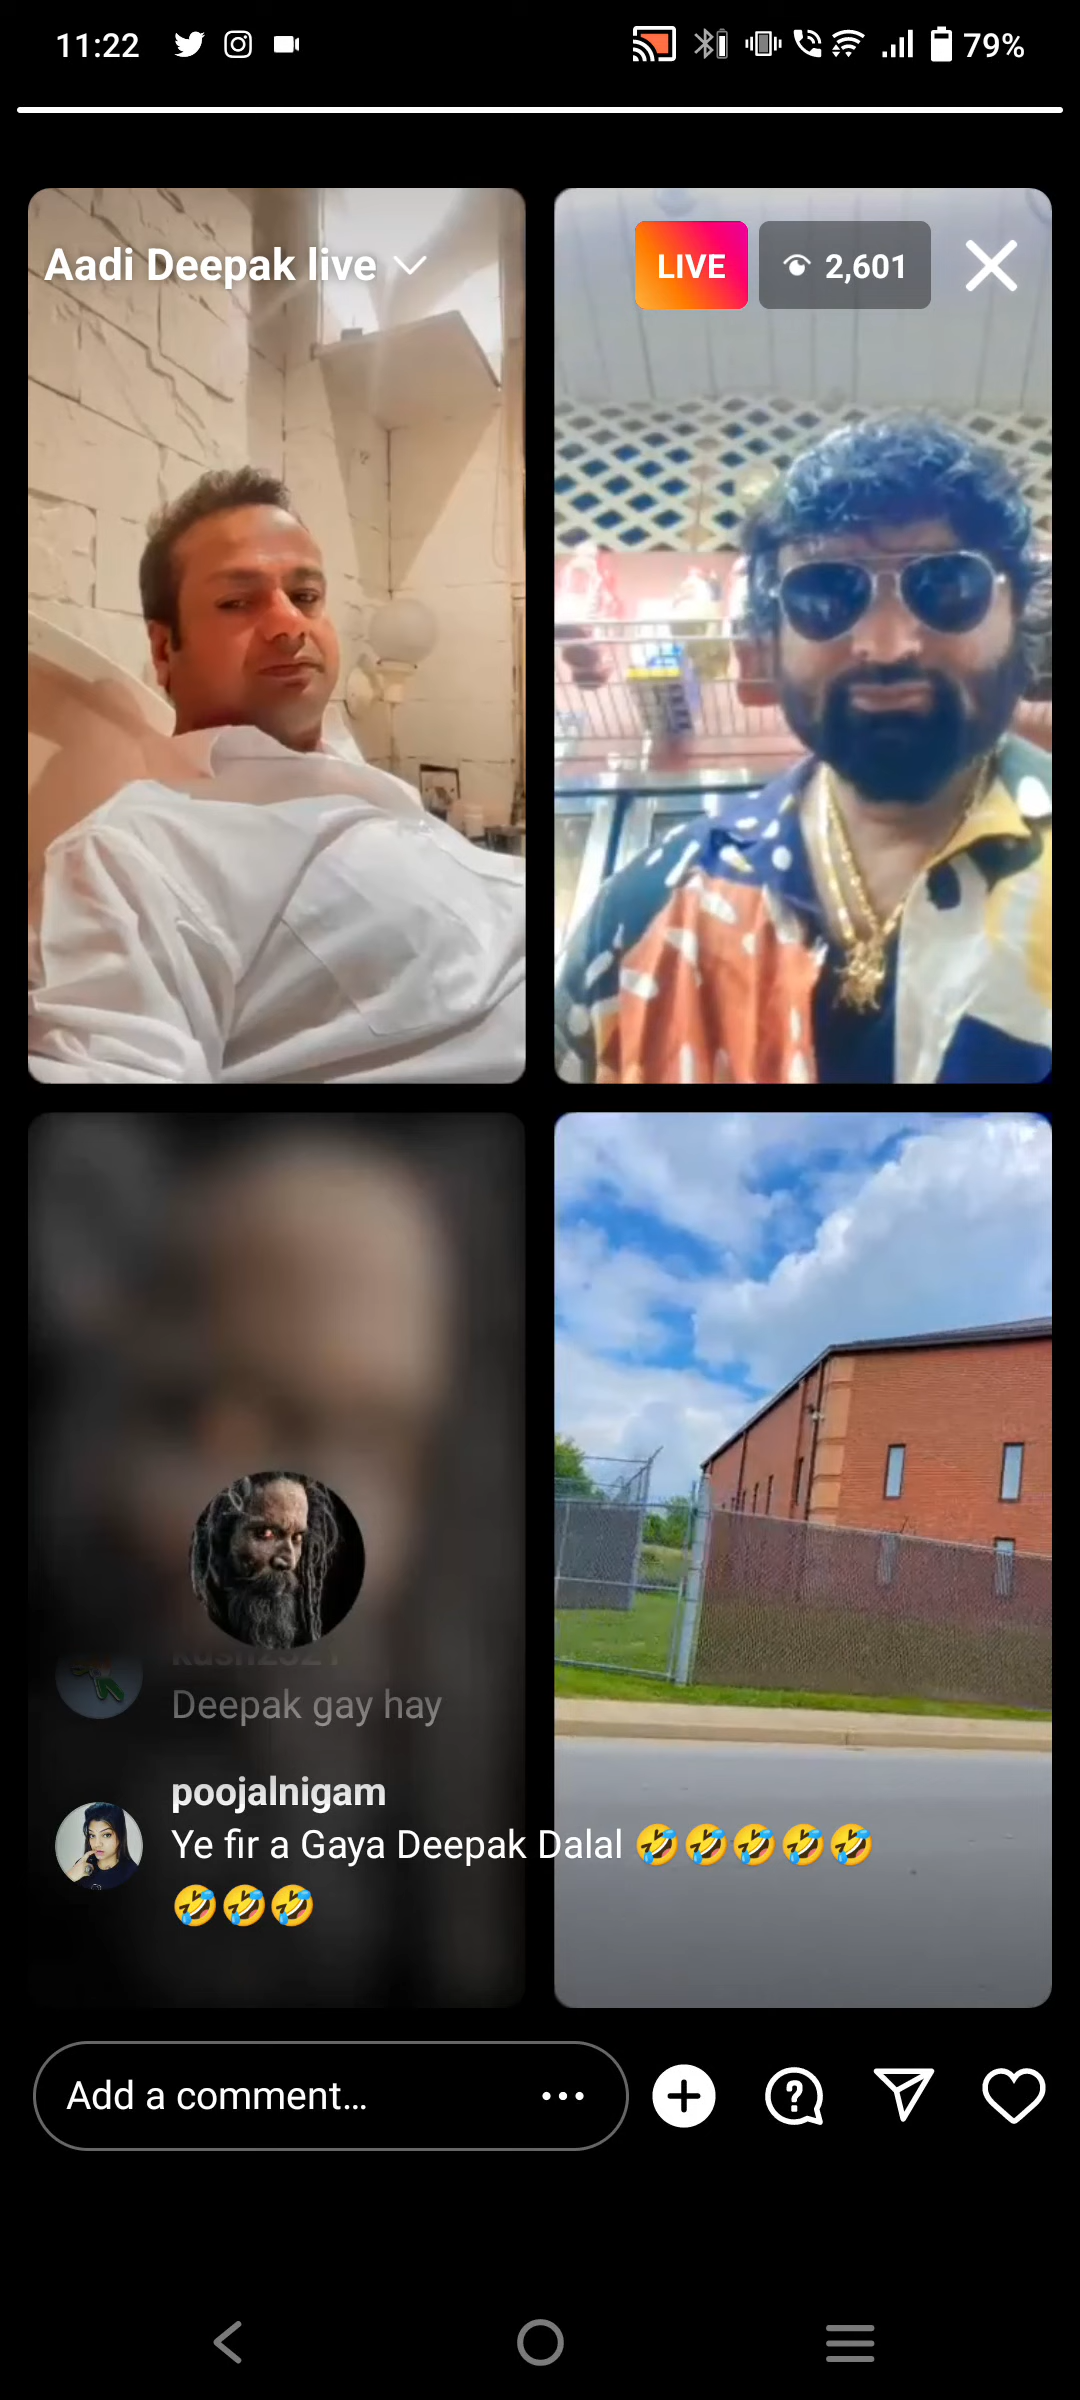 11:22
79%
Aadi Deepak live
LIVE
2,601
Deepak gay hay
poojalnigam
Ye fir a Gaya Deepak Dalal 🤣🤣🤣🤣🤣
🤣🤣🤣
Add a comment...